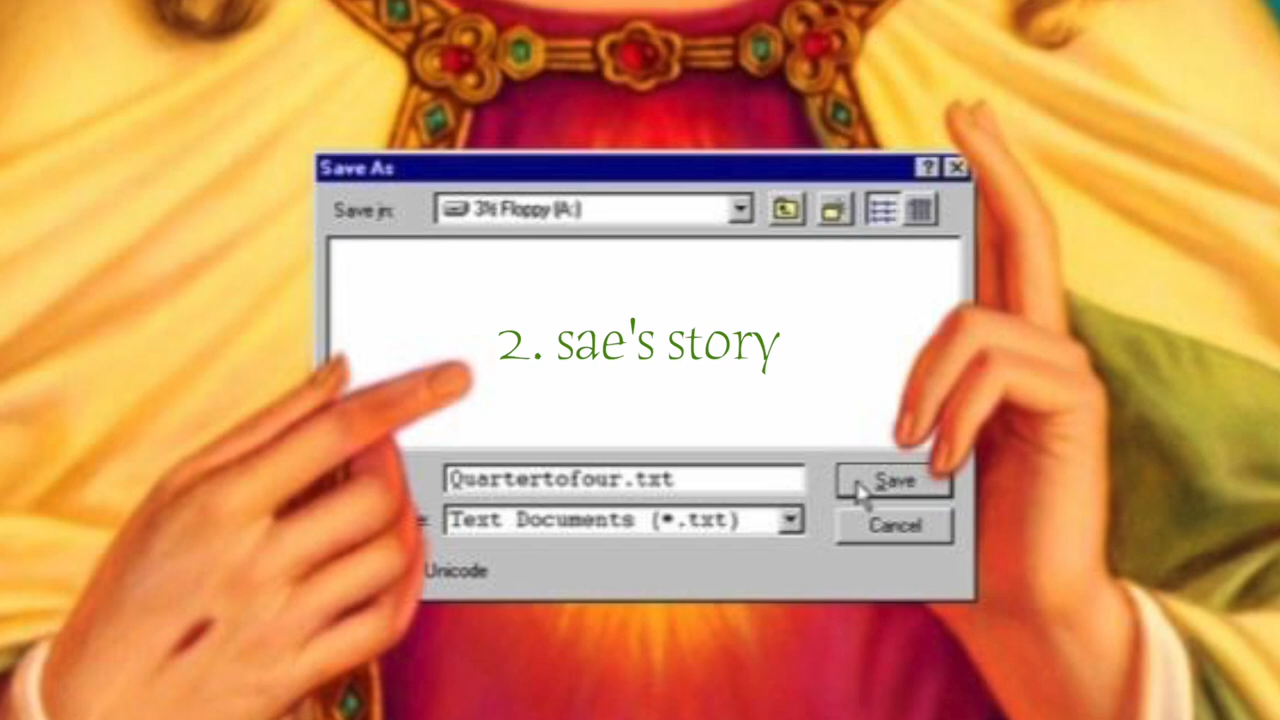 Save As
Save in: 3½ Floppy (A:)
2. sae's story
Quartertofour.txt
Save
Text Documents (*.txt)
Cancel
Unicode